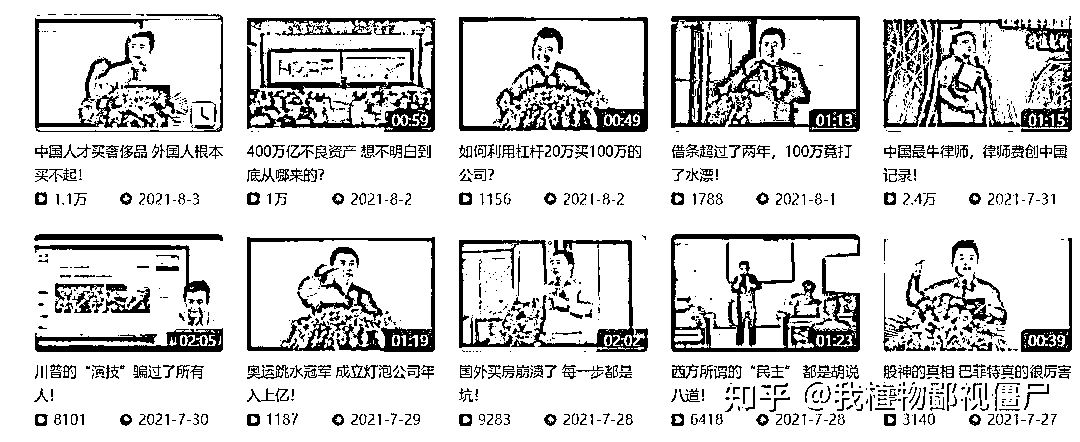 00:59
00:49
01:13
01:15
中国人才买奢侈品 外国人根本
买不起!
1.1万 2021-8-3
400万亿不良资产 想不明白到
底从哪来的?
1万 2021-8-2
如何利用杠杆20万买100万的
公司?
1156 2021-8-2
借条超过了两年，100万竟打
了水漂!
1788 2021-8-1
中国最牛律师，律师费创中国
记录!
2.4万 2021-7-31
02:05
01:19
02:02
01:23
00:39
川普的“演技”骗过了所有
人!
8101 2021-7-30
奥运跳水冠军 成立灯泡公司年
入上亿!
1187 2021-7-29
国外买房崩溃了 每一步都是
坑!
9283 2021-7-28
西方所谓的“民主” 都是胡说
八道!
6418 2021-7-28
股神的真相 巴菲特真的很厉害
3140 2021-7-27
知乎 @我植物鄙视僵尸